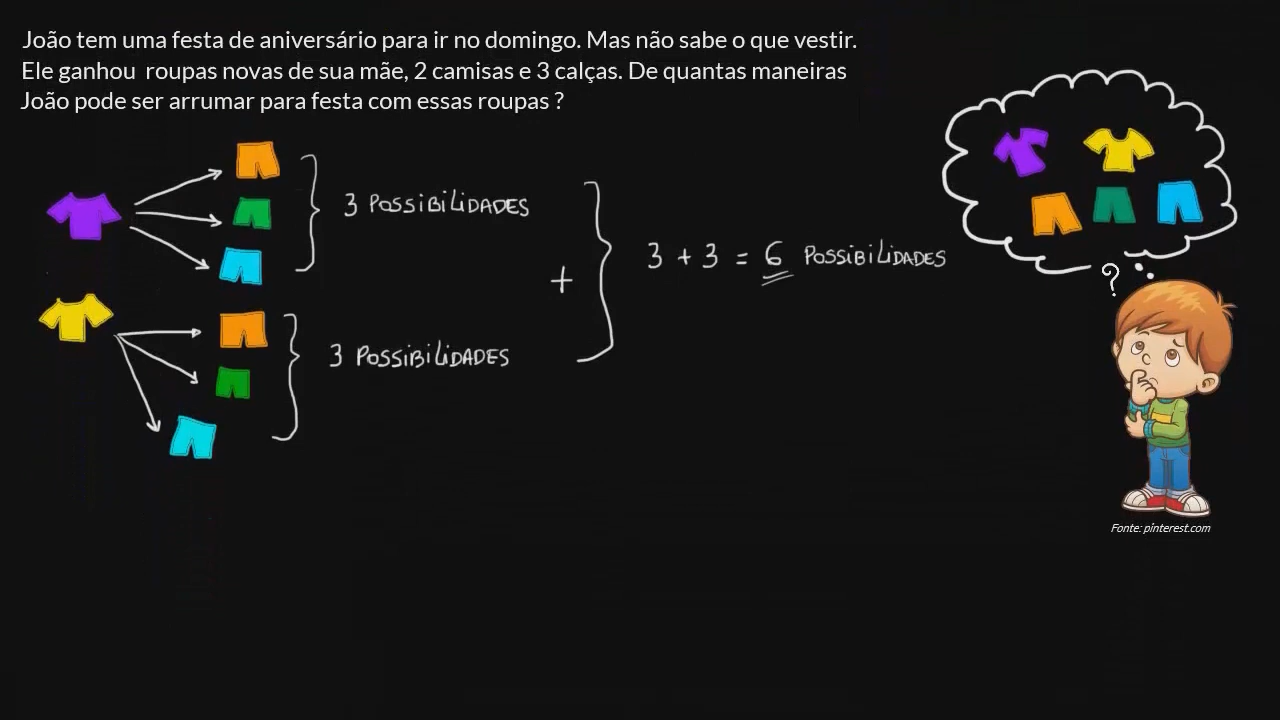 João tem uma festa de aniversário para ir no domingo. Mas não sabe o que vestir.
Ele ganhou roupas novas de sua mãe, 2 camisas e 3 calças. De quantas maneiras
João pode ser arrumar para festa com essas roupas ?
3 POSSIBILIDADES
+
3 + 3 = 6 POSSIBILIDADES
?
3 POSSIBILIDADES
Fonte: pinterest.com